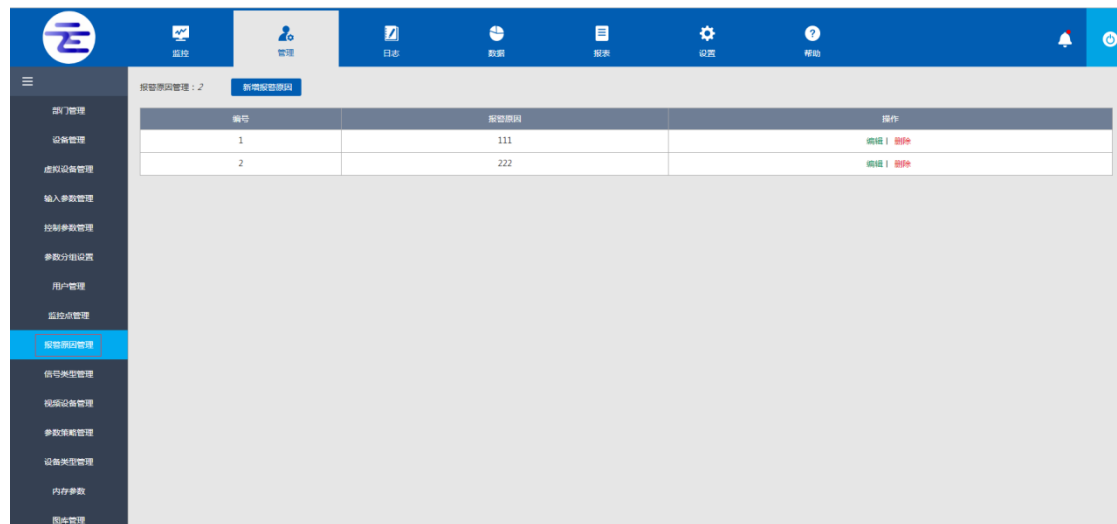 监控 管理 日志 数据 报表 设置 帮助
报警原因管理：2 新增报警原因
编号 报警原因 操作
1 111 编辑 | 删除
2 222 编辑 | 删除
部门管理
设备管理
虚拟设备管理
输入参数管理
控制参数管理
参数分组设置
用户管理
监控点管理
报警原因管理
信号类型管理
视频设备管理
参数策略管理
设备类型管理
内存参数
图库管理